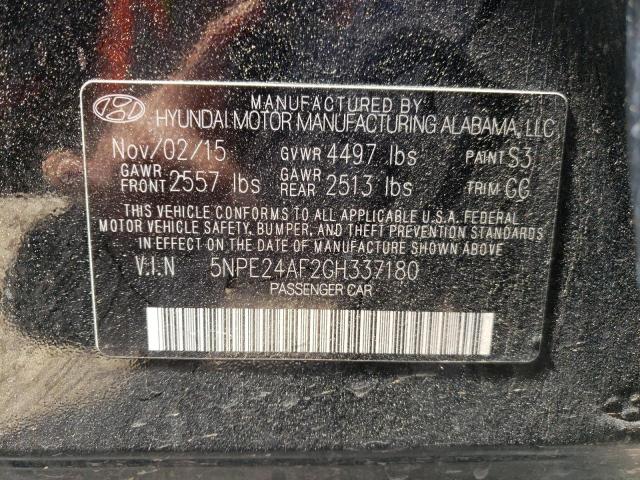 MANUFACTURED BY
HYUNDAI MOTOR MANUFACTURING ALABAMA, LLC
Nov/02/15 GVWR 4497 lbs PAINT S3
GAWR FRONT 2557 lbs GAWR REAR 2513 lbs TRIM GG
THIS VEHICLE CONFORMS TO ALL APPLICABLE U.S.A. FEDERAL
MOTOR VEHICLE SAFETY, BUMPER, AND THEFT PREVENTION STANDARDS
IN EFFECT ON THE DATE OF MANUFACTURE SHOWN ABOVE
V.I.N 5NPE24AF2GH337180
PASSENGER CAR